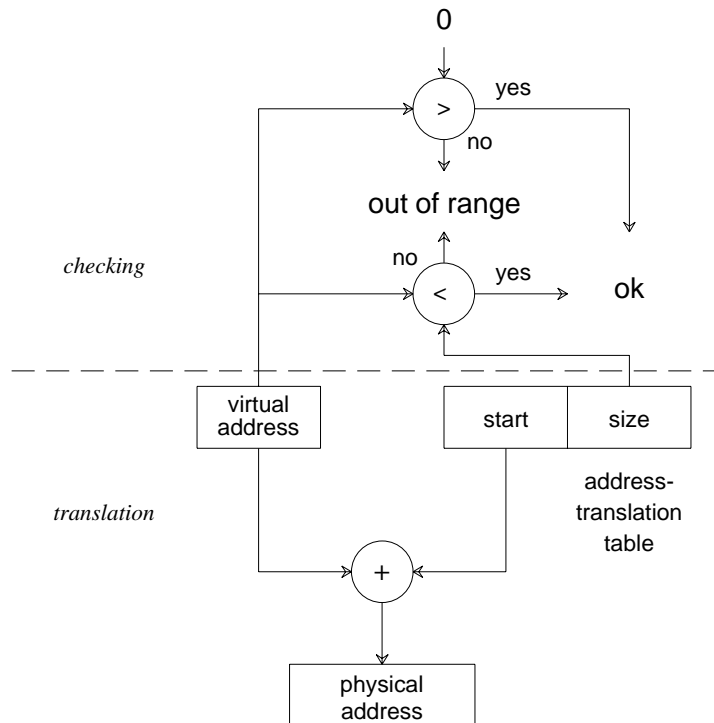 0
>
yes
no
out of range
checking
no
<
yes
ok
virtual
address
start
size
translation
address-
translation
table
+
physical
address